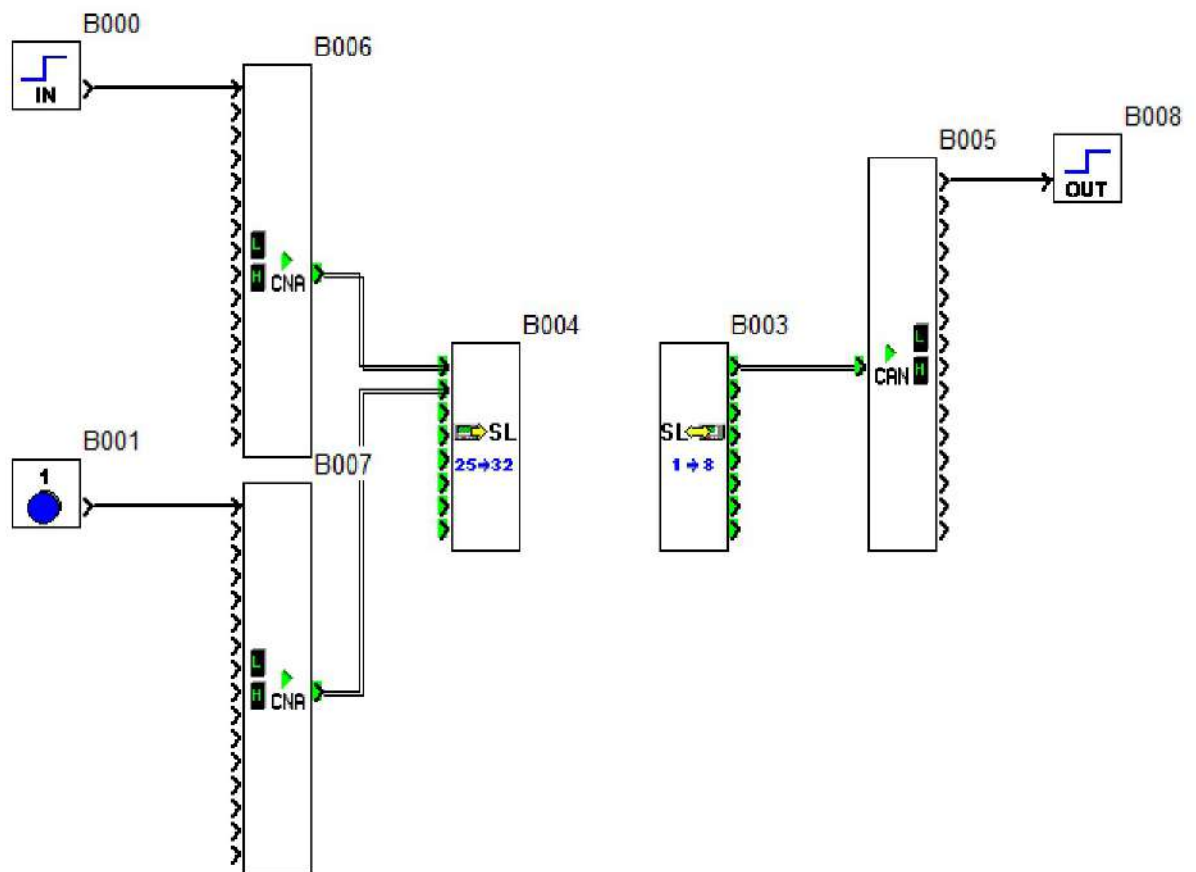 B000
IN
B006
L
H
CNA
B001
1
B007
L
H
CNA
B004
SL
25→32
B003
SL
1→8
B005
L
H
CAN
B008
OUT